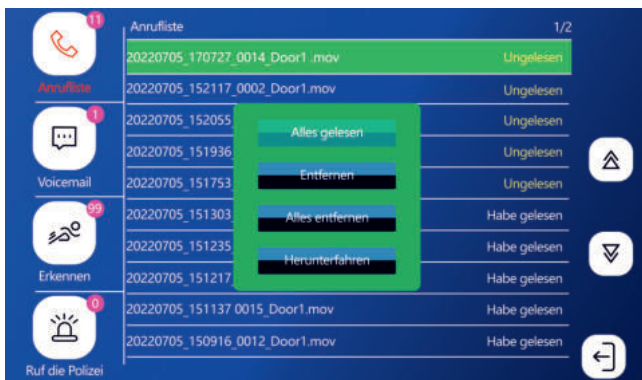 11
Anrufliste
1
Voicemail
99
Erkennen
0
Ruf die Polizei
Anrufliste 1/2
20220705_170727_0014_Door1 .mov Ungelesen
20220705_152117_0002_Door1.mov Ungelesen
20220705_152055 Ungelesen
20220705_151936 Ungelesen
20220705_151753 Ungelesen
20220705_151303 Habe gelesen
20220705_151235 Habe gelesen
20220705_151217 Habe gelesen
20220705_151137 0015_Door1.mov Habe gelesen
20220705_150916_0012_Door1.mov Habe gelesen
Alles gelesen
Entfernen
Alles entfernen
Herunterfahren